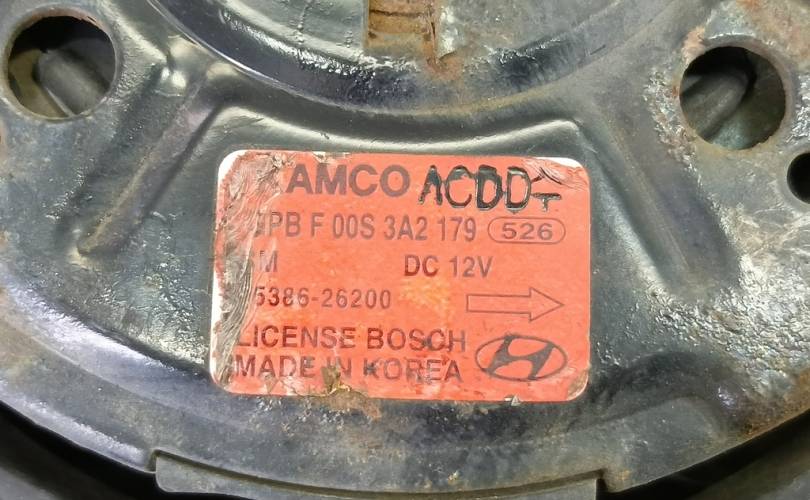 AMCO ACDD
PB F 00S 3A2 179 526
M DC 12V
5386-26200
LICENSE BOSCH
MADE IN KOREA